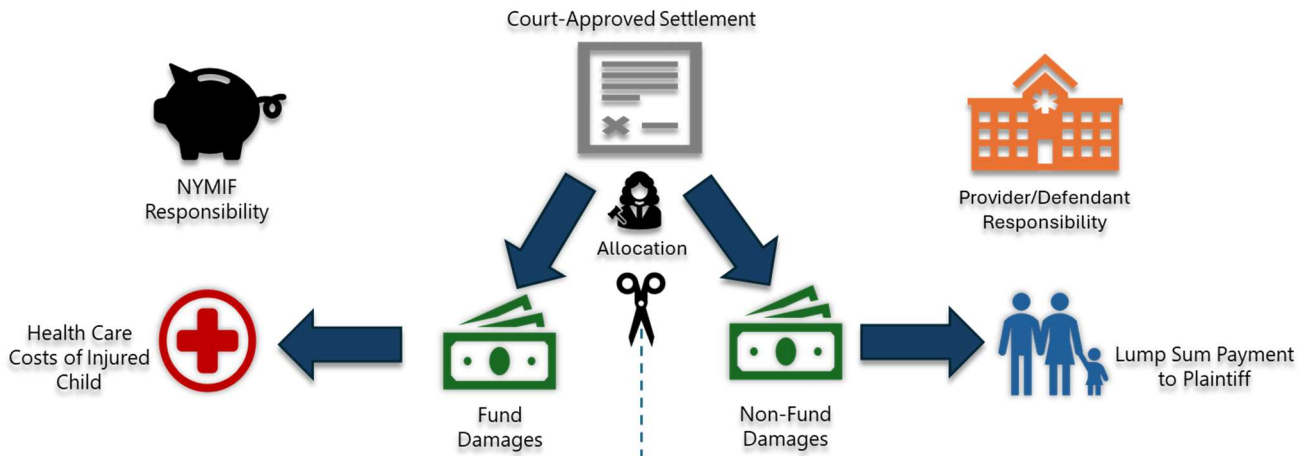 Court-Approved Settlement
NYMIF
Responsibility
Provider/Defendant
Responsibility
Allocation
Health Care
Costs of Injured
Child
Lump Sum Payment
to Plaintiff
Fund
Damages
Non-Fund
Damages